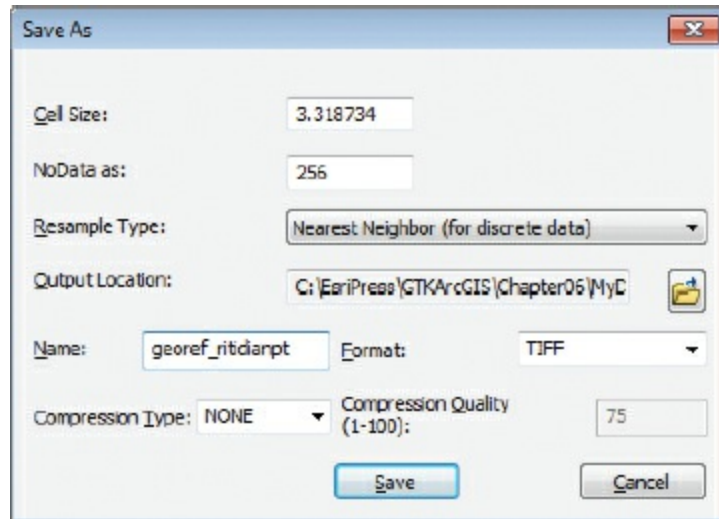 Save As
Cell Size: 3.318734
NoData as: 256
Resample Type: Nearest Neighbor (for discrete data)
Output Location: C:\EsriPress\GTKArcGIS\Chapter06\MyD
Name: georef_ritidianpt Format: TIFF
Compression Type: NONE Compression Quality (1-100): 75
Save Cancel